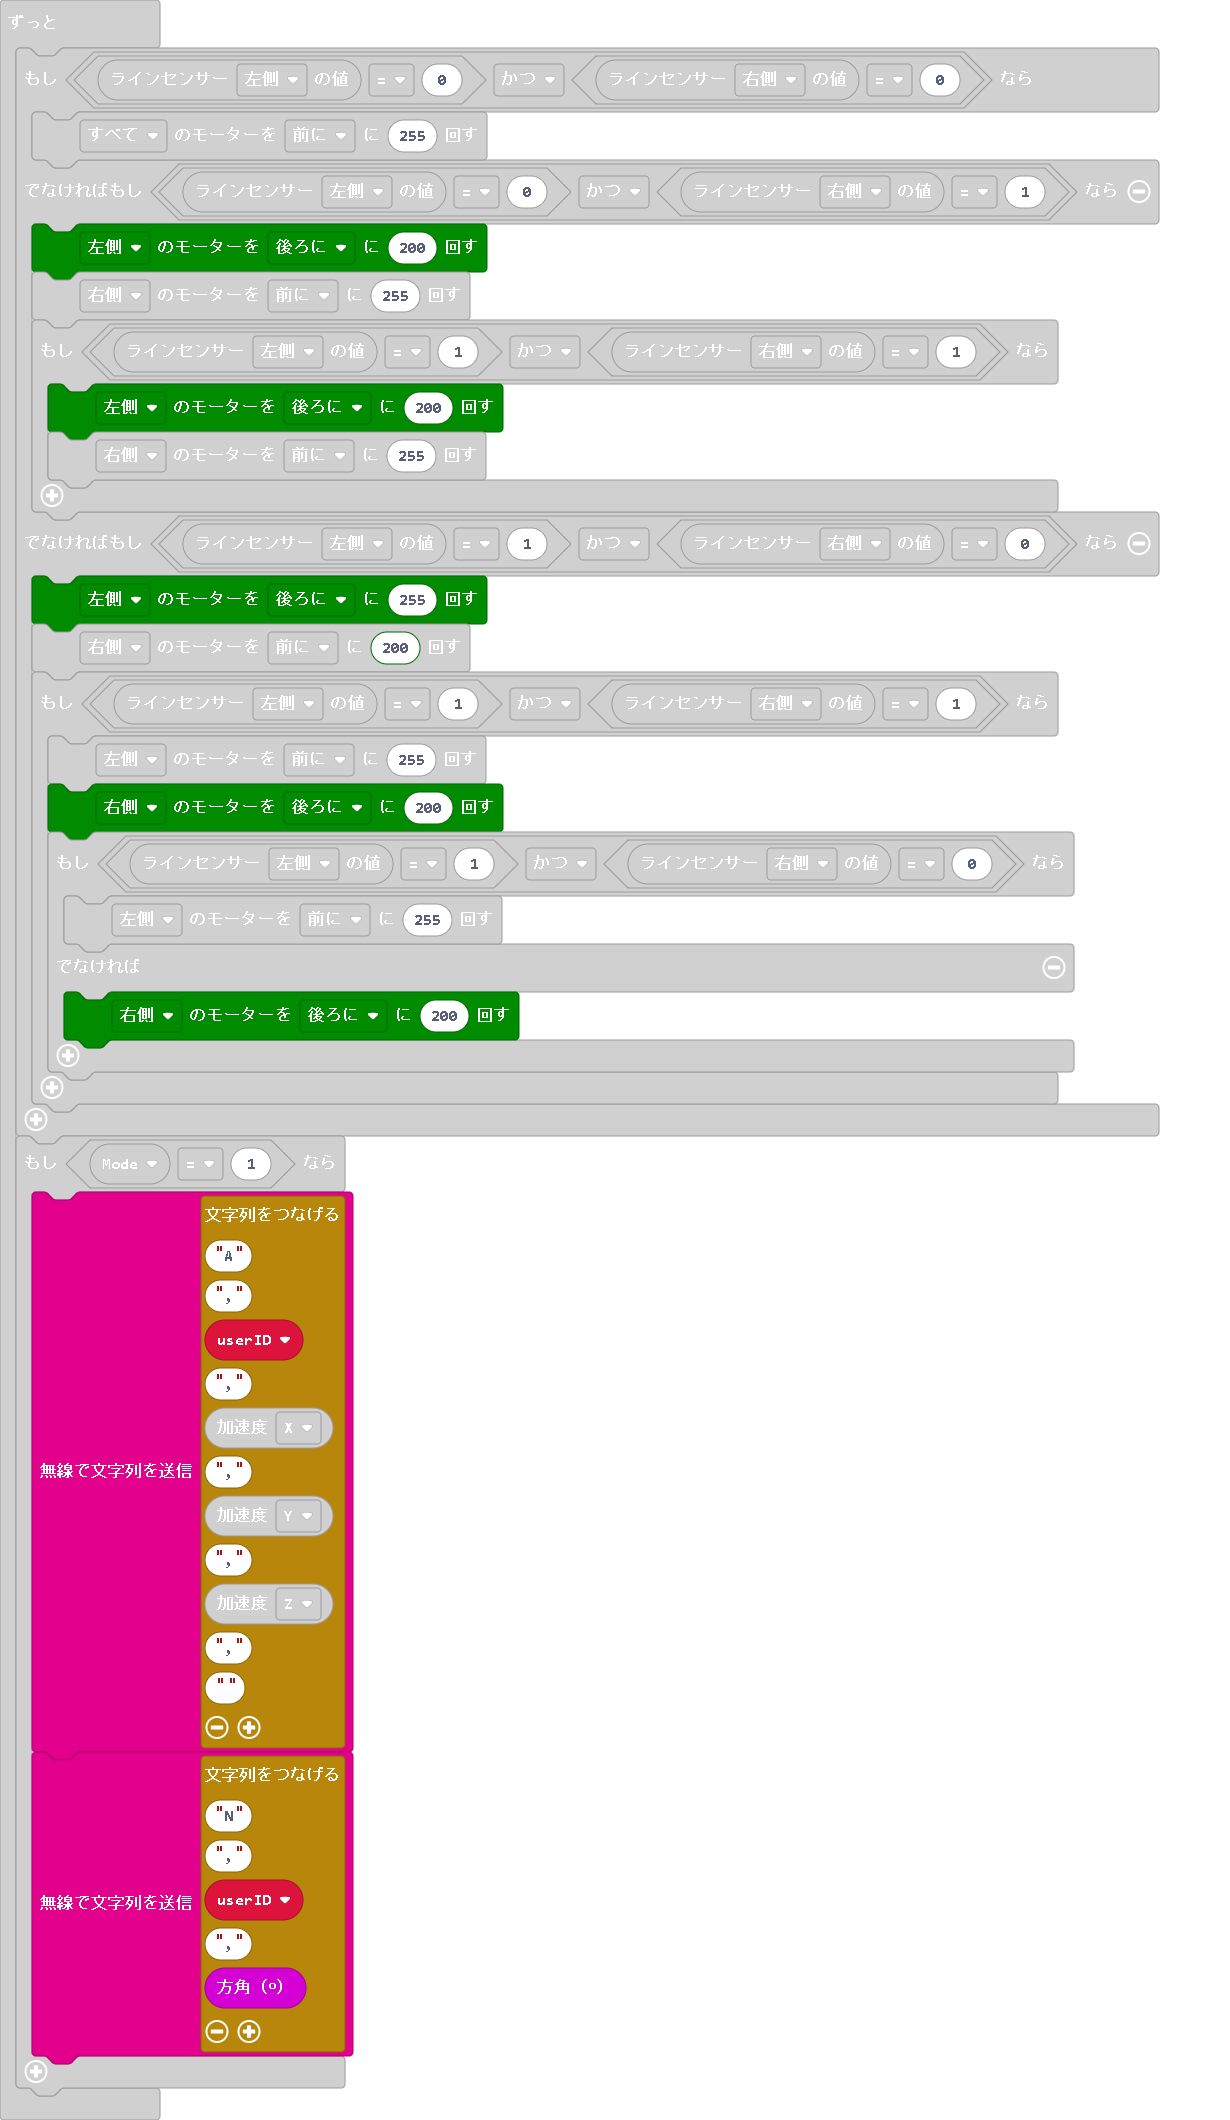 ずっと
もし ラインセンサー 左側 の値 = 0 かつ ラインセンサー 右側 の値 = 0 なら
すべて のモーターを 前に に 255 回す
でなければもし ラインセンサー 左側 の値 = 0 かつ ラインセンサー 右側 の値 = 1 なら
左側 のモーターを 後ろに に 200 回す
右側 のモーターを 前に に 255 回す
もし ラインセンサー 左側 の値 = 1 かつ ラインセンサー 右側 の値 = 1 なら
左側 のモーターを 後ろに に 200 回す
右側 のモーターを 前に に 255 回す
でなければもし ラインセンサー 左側 の値 = 1 かつ ラインセンサー 右側 の値 = 0 なら
左側 のモーターを 後ろに に 255 回す
右側 のモーターを 前に に 200 回す
もし ラインセンサー 左側 の値 = 1 かつ ラインセンサー 右側 の値 = 1 なら
左側 のモーターを 前に に 255 回す
右側 のモーターを 後ろに に 200 回す
もし ラインセンサー 左側 の値 = 1 かつ ラインセンサー 右側 の値 = 0 なら
左側 のモーターを 前に に 255 回す
でなければ
右側 のモーターを 後ろに に 200 回す
もし Mode = 1 なら
無線で文字列を送信
文字列をつなげる
"A"
","
userID
","
加速度 X
","
加速度 Y
","
加速度 Z
","
""
無線で文字列を送信
文字列をつなげる
"N"
","
userID
","
方角 (°)